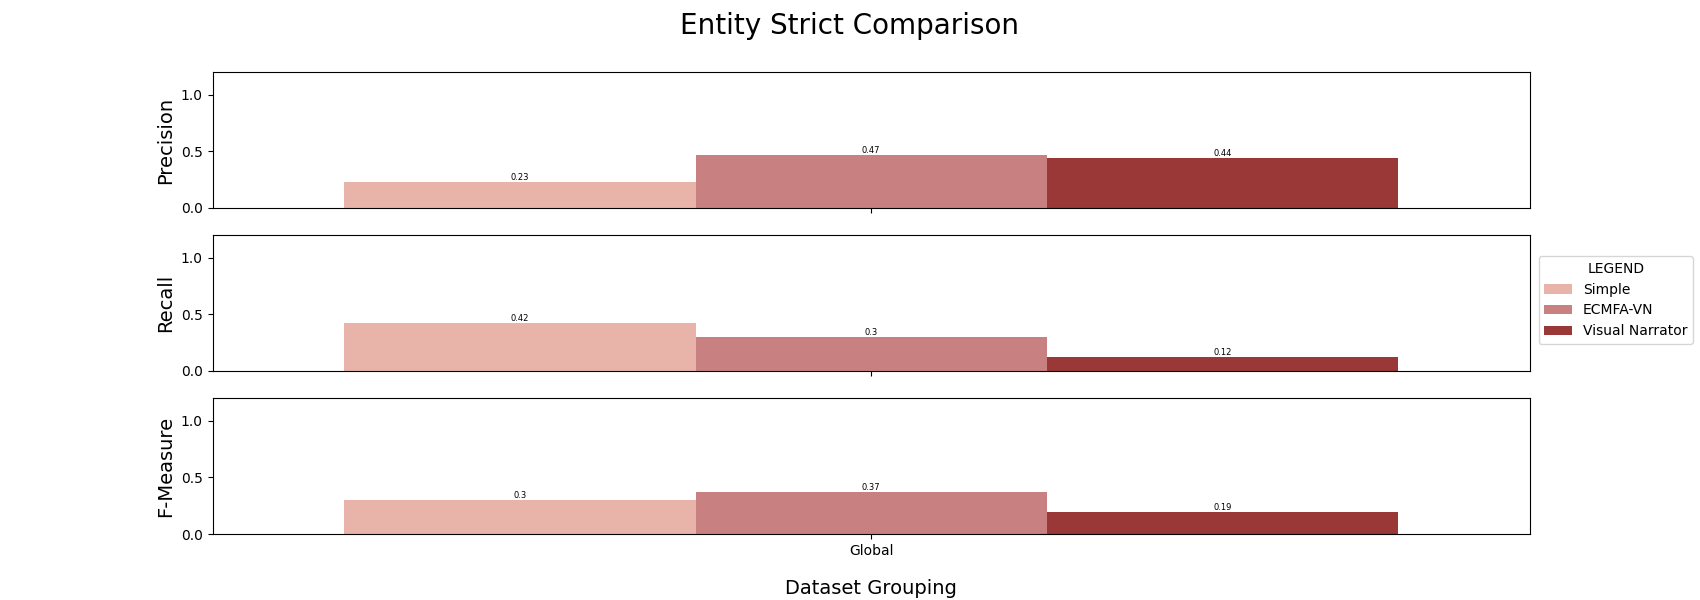 Entity Strict Comparison
Precision
1.0
0.5
0.0
0.23
0.47
0.44
Recall
1.0
0.5
0.0
0.42
0.3
0.12
LEGEND
Simple
ECMFA-VN
Visual Narrator
F-Measure
1.0
0.5
0.0
0.3
0.37
0.19
Global
Dataset Grouping